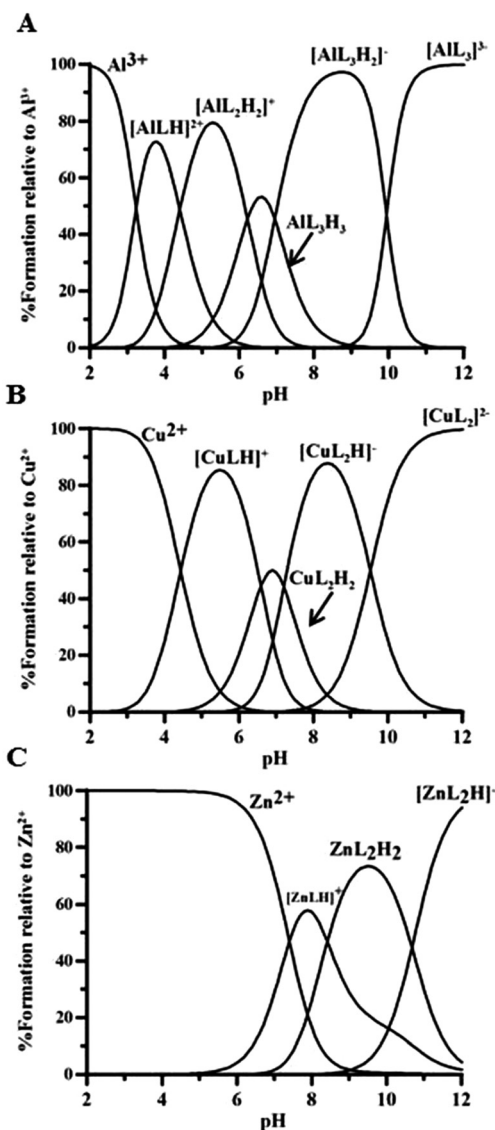 A
Al³⁺ [AlLH]²⁺ [AlL₂H₂]⁺ [AlL₃H₂]⁻ [AlL₃]³⁻
AlL₃H₃
%Formation relative to Al³⁺
100
80
60
40
20
0
2 4 6 8 10 12
pH
B
Cu²⁺ [CuLH]⁺ [CuL₂H]⁻ [CuL₂]²⁻
CuL₂H₂
%Formation relative to Cu²⁺
100
80
60
40
20
0
2 4 6 8 10 12
pH
C
Zn²⁺ [ZnLH]⁺ ZnL₂H₂ [ZnL₂H]⁻
%Formation relative to Zn²⁺
100
80
60
40
20
0
2 4 6 8 10 12
pH